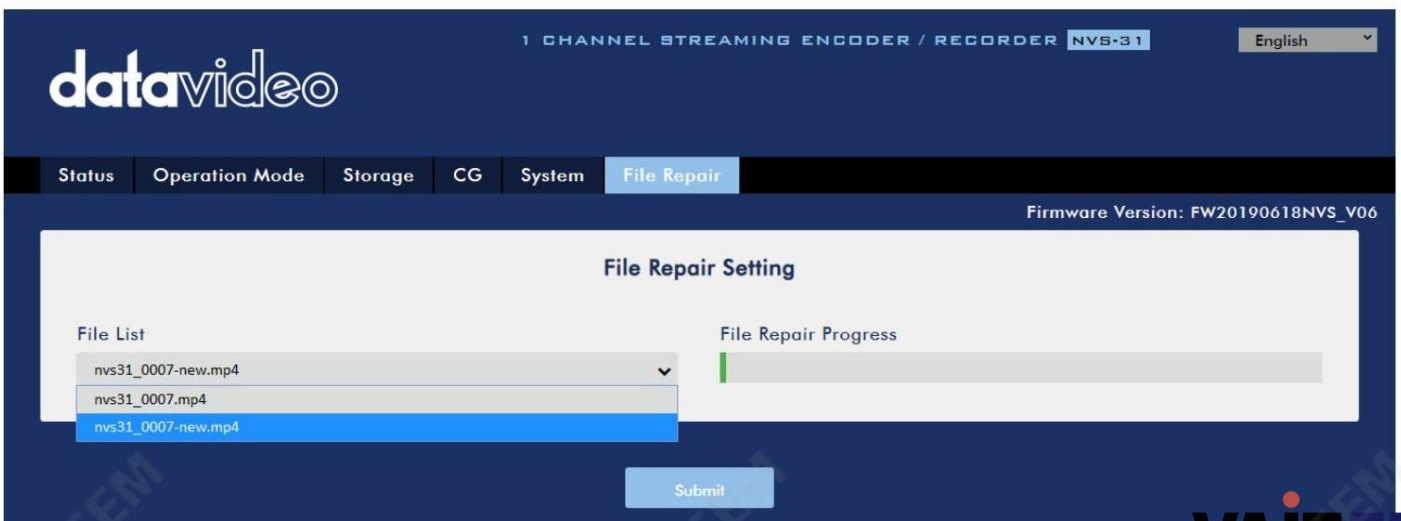 1 CHANNEL STREAMING ENCODER / RECORDER NVS-31
English
datavideo
Status Operation Mode Storage CG System File Repair
Firmware Version: FW20190618NVS_V06
File Repair Setting
File List
File Repair Progress
nvs31_0007-new.mp4
nvs31_0007.mp4
nvs31_0007-new.mp4
Submit